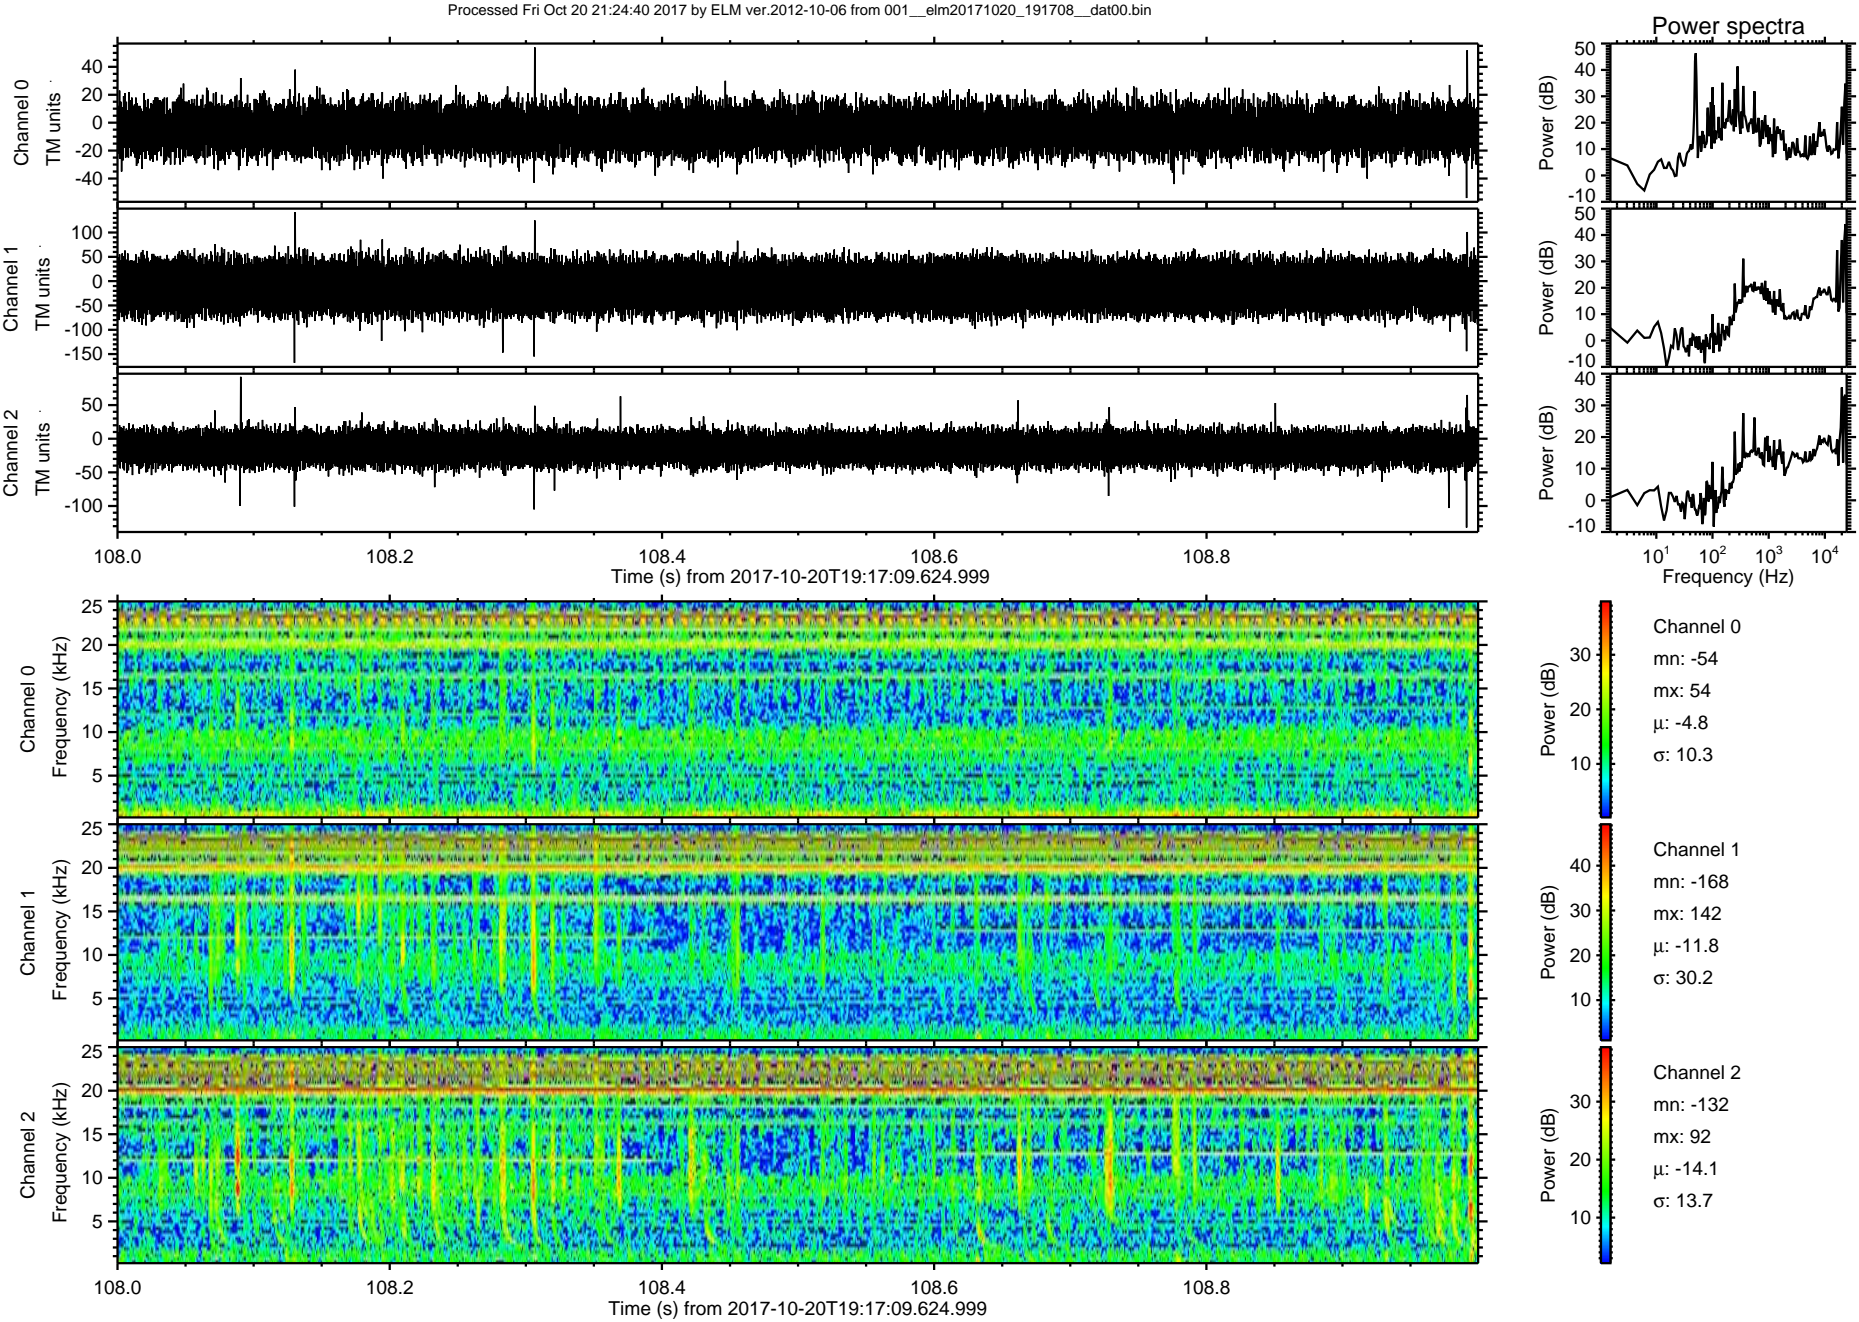 Processed Fri Oct 20 21:24:40 2017 by ELM ver.2012-10-06 from 001__elm20171020_191708__dat00.bin
Power spectra
Channel 0
TM units
40
20
0
-20
-40
Power (dB)
50
40
30
20
10
0
-10
Channel 1
TM units
100
50
0
-50
-100
-150
Power (dB)
50
40
30
20
10
0
-10
Channel 2
TM units
50
0
-50
-100
Power (dB)
40
30
20
10
0
-10
108.0 108.2 108.4 108.6 108.8
Time (s) from 2017-10-20T19:17:09.624.999
10¹ 10² 10³ 10⁴
Frequency (Hz)
Channel 0
Frequency (kHz)
25
20
15
10
5
Power (dB)
30
20
10
Channel 0
mn: -54
mx: 54
μ: -4.8
σ: 10.3
Channel 1
Frequency (kHz)
25
20
15
10
5
Power (dB)
40
30
20
10
Channel 1
mn: -168
mx: 142
μ: -11.8
σ: 30.2
Channel 2
Frequency (kHz)
25
20
15
10
5
Power (dB)
30
20
10
Channel 2
mn: -132
mx: 92
μ: -14.1
σ: 13.7
108.0 108.2 108.4 108.6 108.8
Time (s) from 2017-10-20T19:17:09.624.999